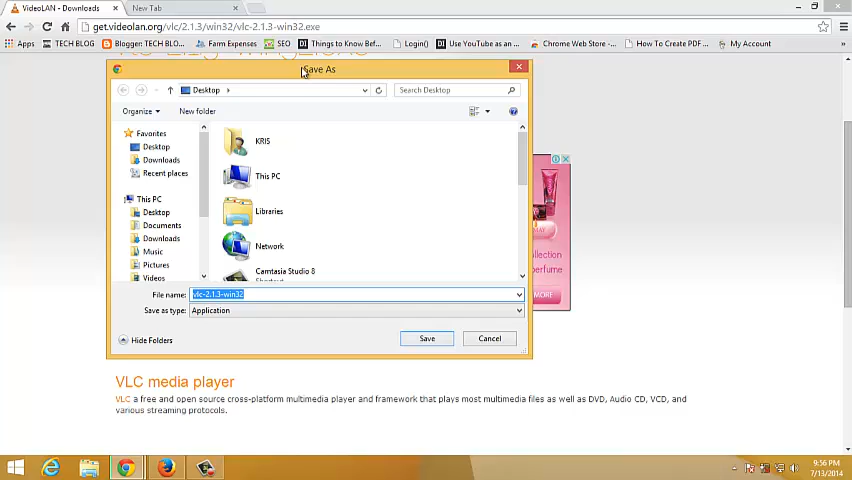 VideoLAN - Downloads
New Tab
get.videolan.org/vlc/2.1.3/win32/vlc-2.1.3-win32.exe
Apps
TECH BLOG
Blogger: TECH BLOG
Farm Expenses
SEO
Things to Know Bef...
Login()
Use YouTube as an ...
Chrome Web Store - ...
How To Create PDF ...
My Account
Save As
Desktop
Search Desktop
Organize
New folder
Favorites
Desktop
Downloads
Recent places
This PC
Desktop
Documents
Downloads
Music
Pictures
Videos
KRIS
This PC
Libraries
Network
Camtasia Studio 8
Shortcut
File name:
vlc-2.1.3-win32
Save as type:
Application
Hide Folders
Save
Cancel
llection
perfume
MORE
VLC media player
VLC a free and open source cross-platform multimedia player and framework that plays most multimedia files as well as DVD, Audio CD, VCD, and
various streaming protocols.
9:56 PM
7/13/2014